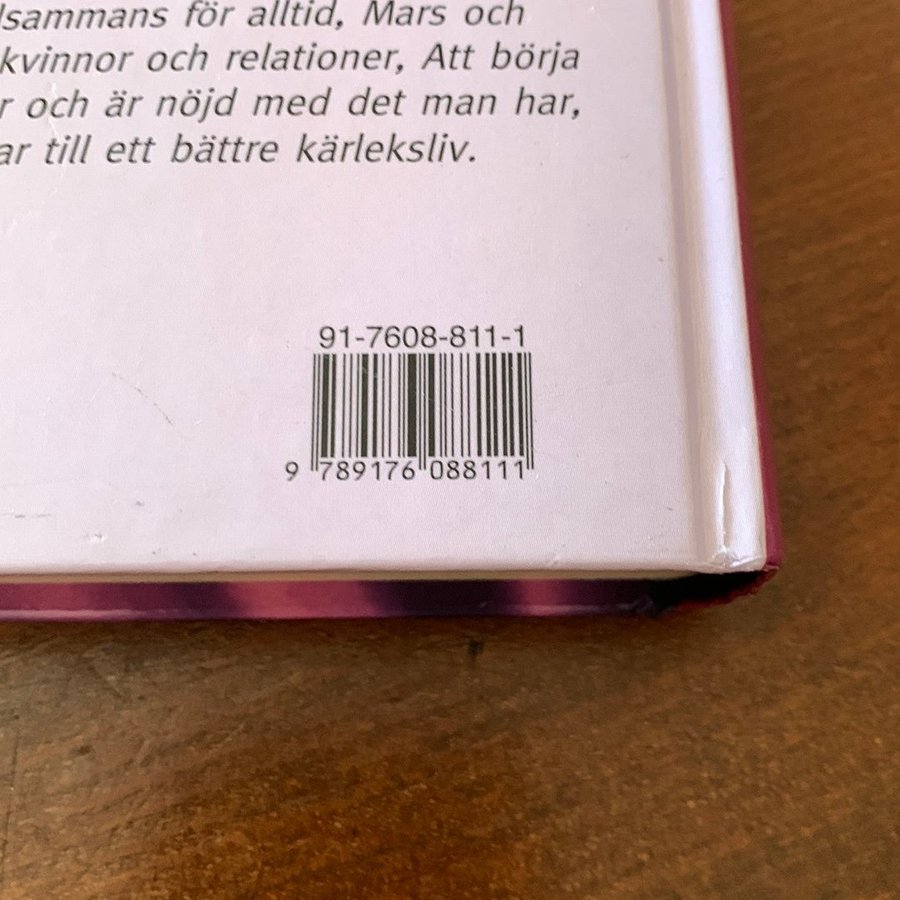 lsammans för alltid, Mars och
kvinnor och relationer, Att börja
r och är nöjd med det man har,
ar till ett bättre kärleksliv.
91-7608-811-1
9 789176 088111